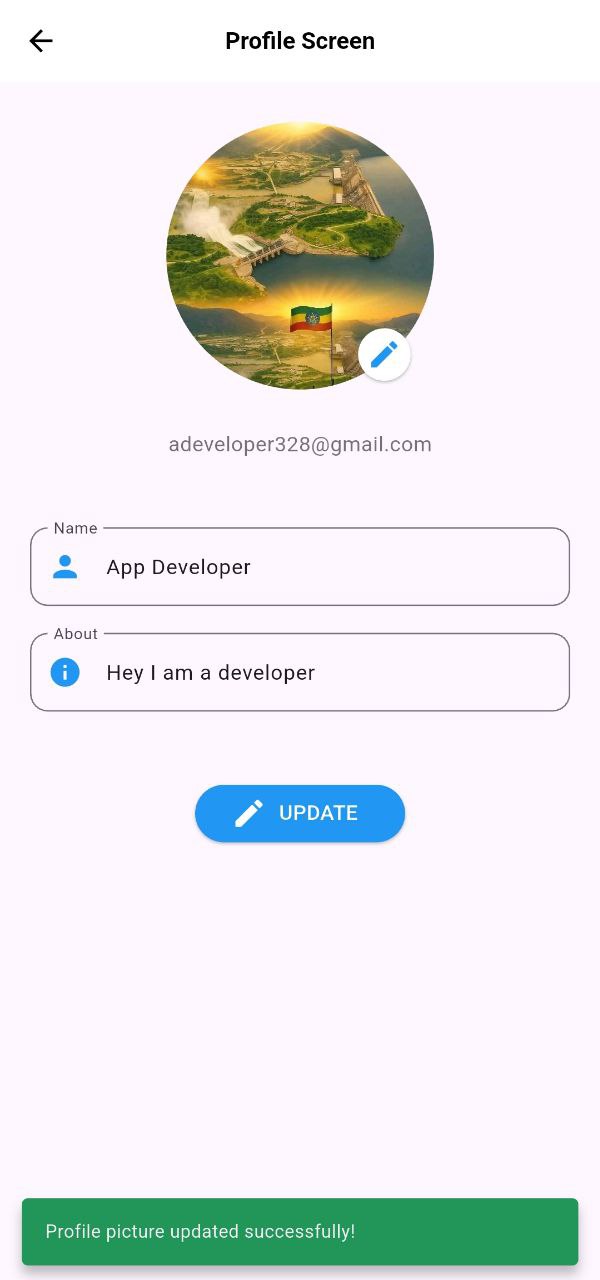 Profile Screen
adeveloper328@gmail.com
Name
App Developer
About
Hey I am a developer
UPDATE
Profile picture updated successfully!